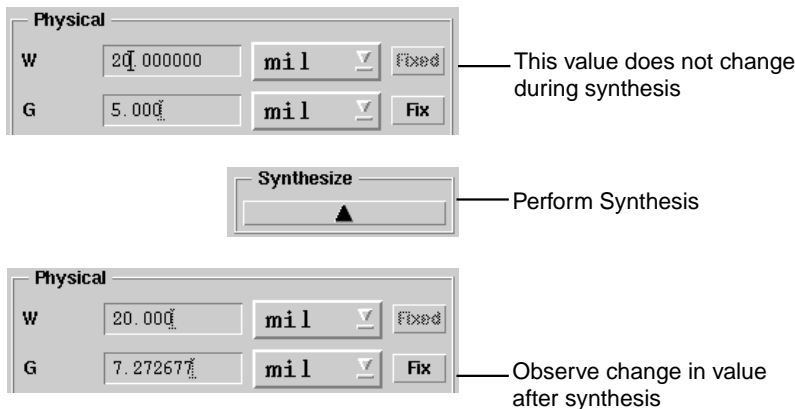 Physical
W 20.000000 mil Fixed
This value does not change
during synthesis
G 5.000 mil Fix
Synthesize
Perform Synthesis
Physical
W 20.000 mil Fixed
G 7.272677 mil Fix
Observe change in value
after synthesis